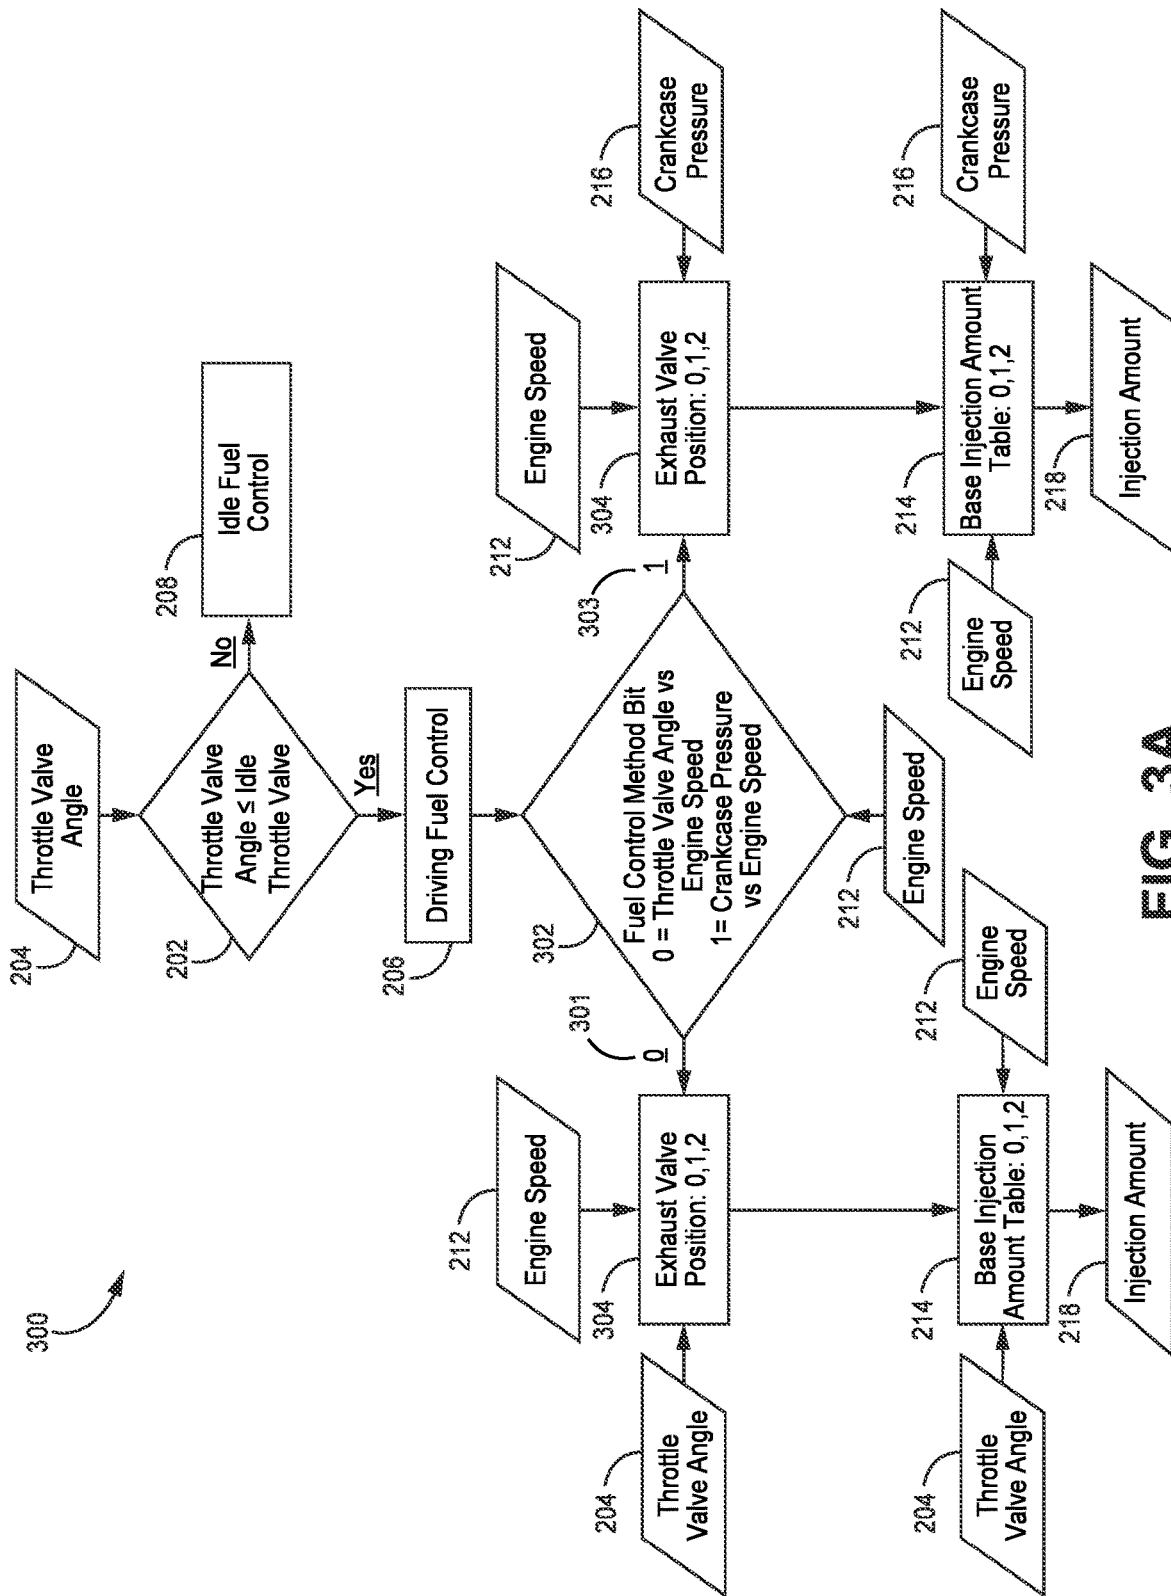 300
204
Throttle Valve
Angle
202
Throttle Valve
Angle ≤ Idle
Throttle Valve
No
208
Idle Fuel
Control
Yes
206
Driving Fuel Control
302
Fuel Control Method Bit
0 = Throttle Valve Angle vs
Engine Speed
1= Crankcase Pressure
vs Engine Speed
301
0
303
1
212
Engine Speed
212
Engine Speed
204
Throttle
Valve Angle
304
Exhaust Valve
Position: 0,1,2
304
Exhaust Valve
Position: 0,1,2
216
Crankcase
Pressure
212
Engine Speed
204
Throttle
Valve Angle
214
Base Injection
Amount Table: 0,1,2
212
Engine
Speed
212
Engine
Speed
214
Base Injection Amount
Table: 0,1,2
216
Crankcase
Pressure
218
Injection Amount
218
Injection Amount
FIG. 3A